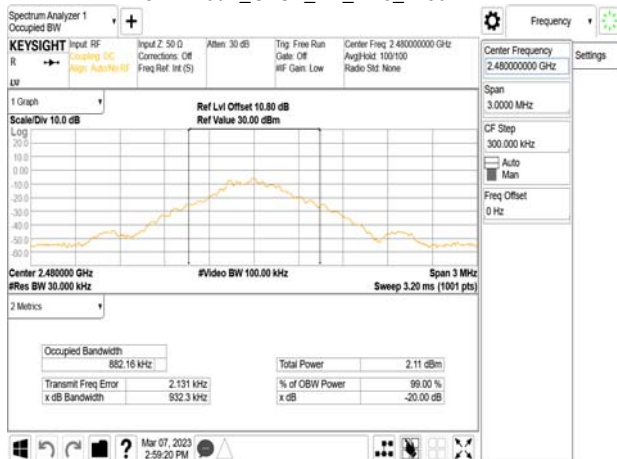 Spectrum Analyzer 1
Occupied BW
+
Frequency
KEYSIGHT
Input: RF
Coupling: DC
Align: Auto/No RF
Input Z: 50 Ω
Corrections: Off
Freq Ref: Int (S)
Atten: 30 dB
Trig: Free Run
Gate: Off
#IF Gain: Low
Center Freq: 2.480000000 GHz
Avg|Hold: 100/100
Radio Std: None
R
LXI
Center Frequency
2.480000000 GHz
Settings
Span
3.0000 MHz
CF Step
300.000 kHz
Auto
Man
Freq Offset
0 Hz
1 Graph
Scale/Div 10.0 dB
Ref Lvl Offset 10.80 dB
Ref Value 30.00 dBm
Log
20.0
10.0
0.00
-10.0
-20.0
-30.0
-40.0
-50.0
-60.0
Center 2.480000 GHz
#Res BW 30.000 kHz
#Video BW 100.00 kHz
Span 3 MHz
Sweep 3.20 ms (1001 pts)
2 Metrics
Occupied Bandwidth
882.16 kHz
Total Power 2.11 dBm
Transmit Freq Error 2.131 kHz
% of OBW Power 99.00 %
x dB Bandwidth 932.3 kHz
x dB -20.00 dB
?
Mar 07, 2023
2:59:20 PM